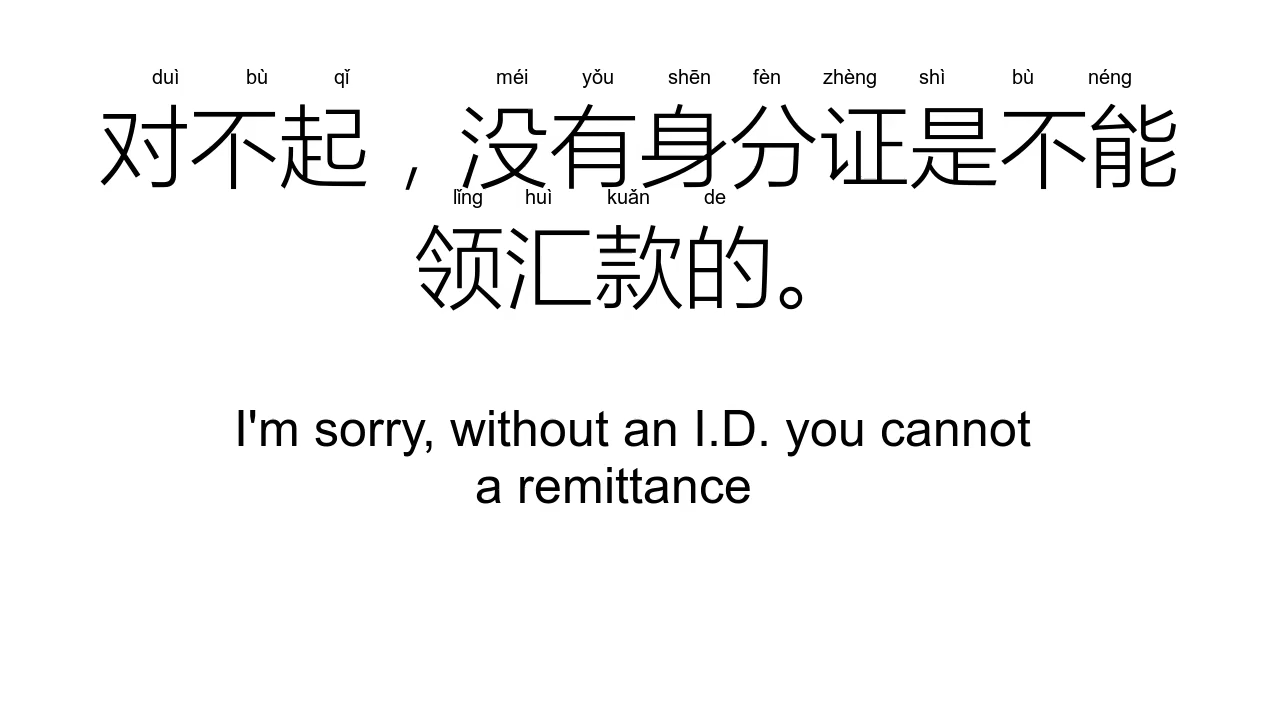 duì bù qǐ méi yǒu shēn fèn zhèng shì bù néng
对不起，没有身分证是不能
lǐng huì kuǎn de
领汇款的。
I'm sorry, without an I.D. you cannot
a remittance